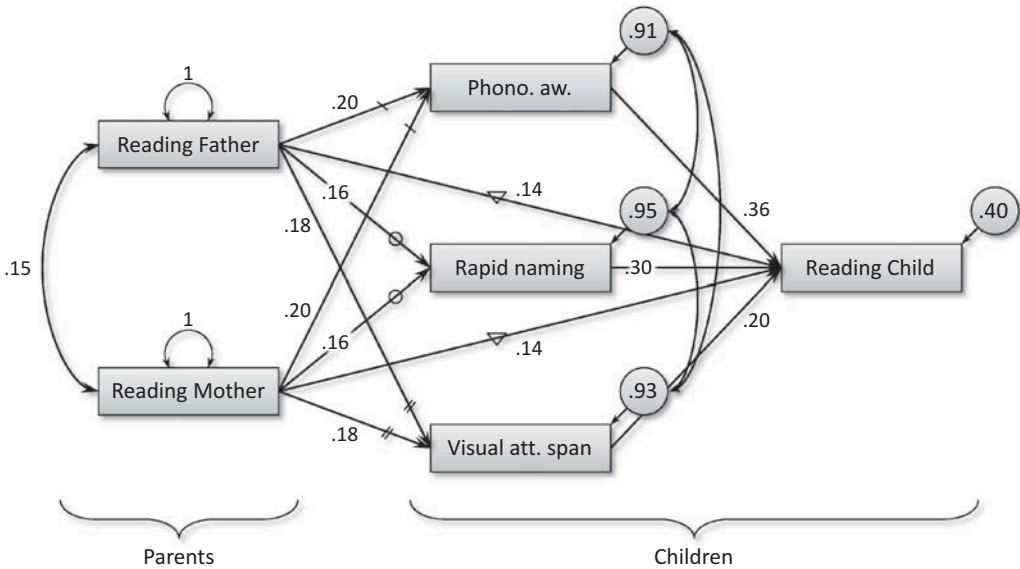 .91
Phono. aw.
1
.20
Reading Father
.16
.14
.18
.36
.95
.40
.15
Rapid naming
.30
Reading Child
.20
.16
.14
.20
1
Reading Mother
.93
.18
Visual att. span
Parents
Children